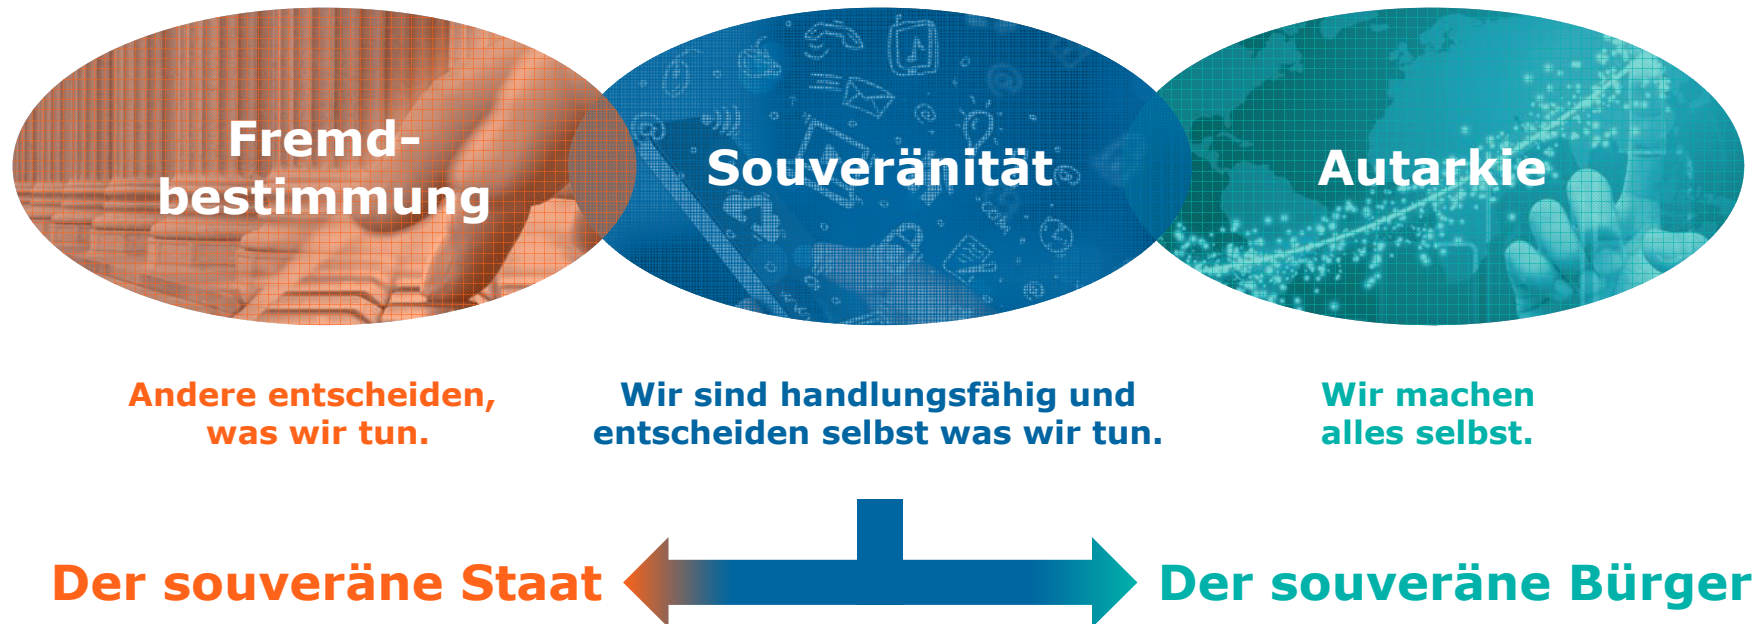 Fremd-
bestimmung
Souveränität
Autarkie
Andere entscheiden,
was wir tun.
Wir sind handlungsfähig und
entscheiden selbst was wir tun.
Wir machen
alles selbst.
Der souveräne Staat
Der souveräne Bürger